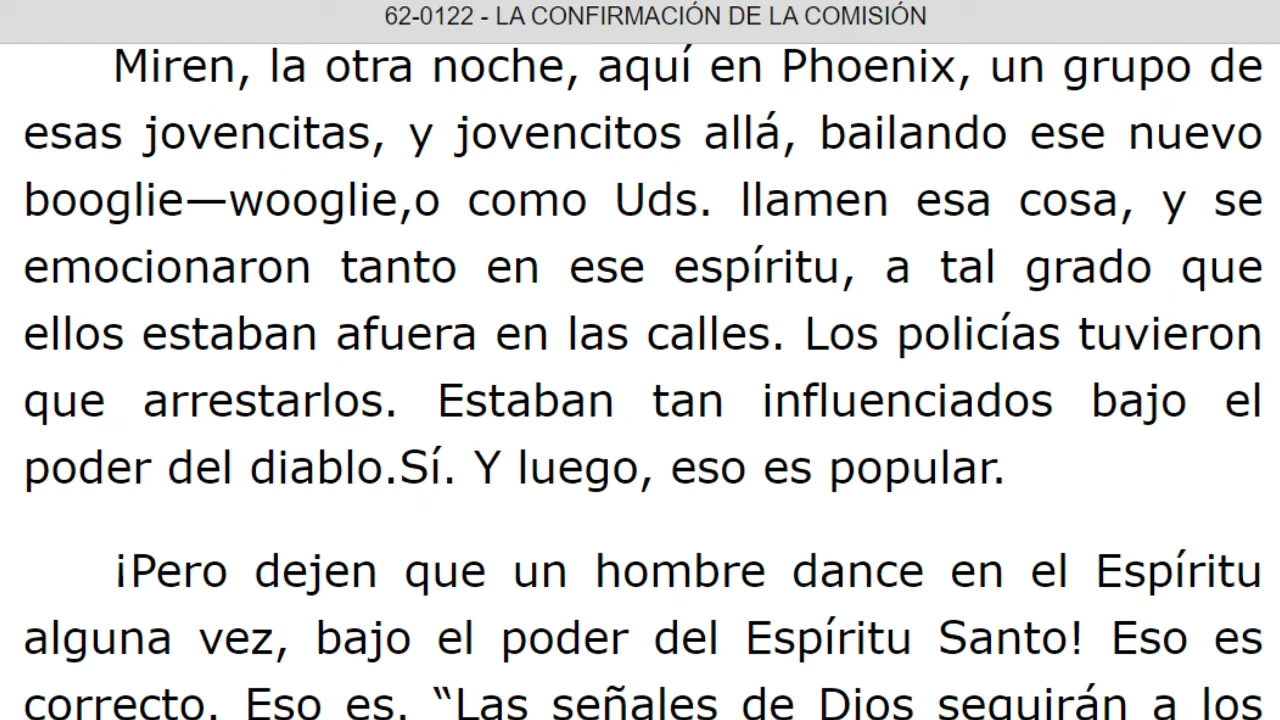 62-0122 - LA CONFIRMACIÓN DE LA COMISIÓN
Miren, la otra noche, aquí en Phoenix, un grupo de
esas jovencitas, y jovencitos allá, bailando ese nuevo
booglie—wooglie,o como Uds. llamen esa cosa, y se
emocionaron tanto en ese espíritu, a tal grado que
ellos estaban afuera en las calles. Los policías tuvieron
que arrestarlos. Estaban tan influenciados bajo el
poder del diablo.Sí. Y luego, eso es popular.
¡Pero dejen que un hombre dance en el Espíritu
alguna vez, bajo el poder del Espíritu Santo! Eso es
correcto. Eso es. “Las señales de Dios seguirán a los